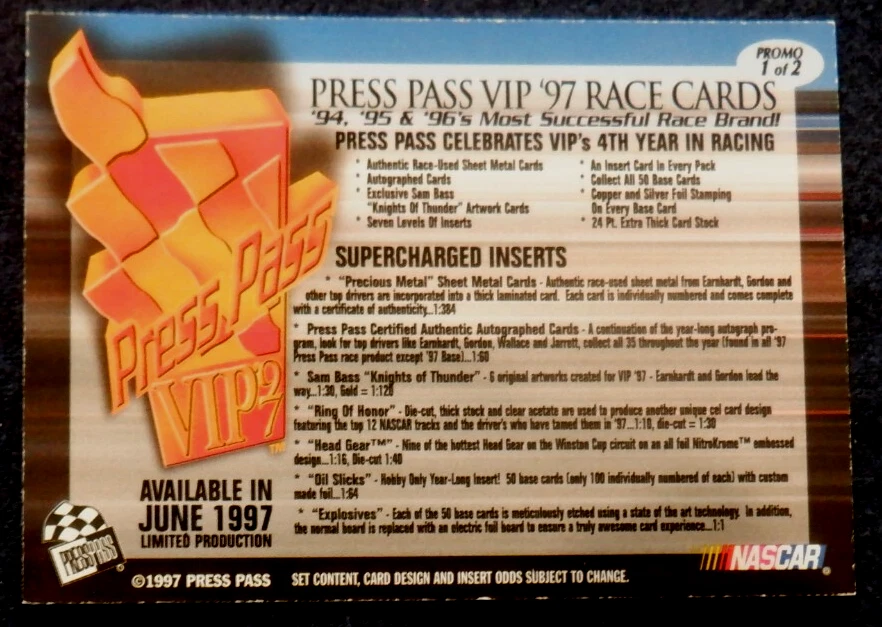 PROMO
1 of 2
PRESS PASS VIP '97 RACE CARDS
'94, '95 & '96's Most Successful Race Brand!
PRESS PASS CELEBRATES VIP's 4TH YEAR IN RACING
* Authentic Race-Used Sheet Metal Cards
* Autographed Cards
* Exclusive Sam Bass
"Knights Of Thunder" Artwork Cards
* Seven Levels Of Inserts
* An Insert Card In Every Pack
* Collect All 50 Base Cards
* Copper and Silver Foil Stamping
On Every Base Card
* 24 Pt. Extra Thick Card Stock
SUPERCHARGED INSERTS
* "Precious Metal" Sheet Metal Cards - Authentic race-used sheet metal from Earnhardt, Gordon and
other top drivers are incorporated into a thick laminated card. Each card is individually numbered and comes complete
with a certificate of authenticity...1:384
* Press Pass Certified Authentic Autographed Cards - A continuation of the year-long autograph pro-
gram, look for top drivers like Earnhardt, Gordon, Wallace and Jarrett, collect all 35 throughout the year (found in all '97
Press Pass race product except '97 Base)...1:60
* Sam Bass "Knights of Thunder" - 6 original artworks created for VIP '97 - Earnhardt and Gordon lead the
way...1:30, Gold = 1:120
* "Ring Of Honor" - Die-cut, thick stock and clear acetate are used to produce another unique cel card design
featuring the top 12 NASCAR tracks and the driver's who have tamed them in '97...1:10, die-cut = 1:30
* "Head Gear™" - Nine of the hottest Head Gear on the Winston Cup circuit on an all foil NitroKrome™ embossed
design...1:16, Die-cut 1:40
* "Oil Slicks" - Hobby Only Year-Long Insert! 50 base cards (only 100 individually numbered of each) with custom
made foil...1:64
* "Explosives" - Each of the 50 base cards is meticulously etched using a state of the art technology. In addition,
the normal board is replaced with an electric foil board to ensure a truly awesome card experience...1:1
Press Pass
VIP '97
TM
AVAILABLE IN
JUNE 1997
LIMITED PRODUCTION
PRESS PASS
©1997 PRESS PASS
SET CONTENT, CARD DESIGN AND INSERT ODDS SUBJECT TO CHANGE.
NASCAR®